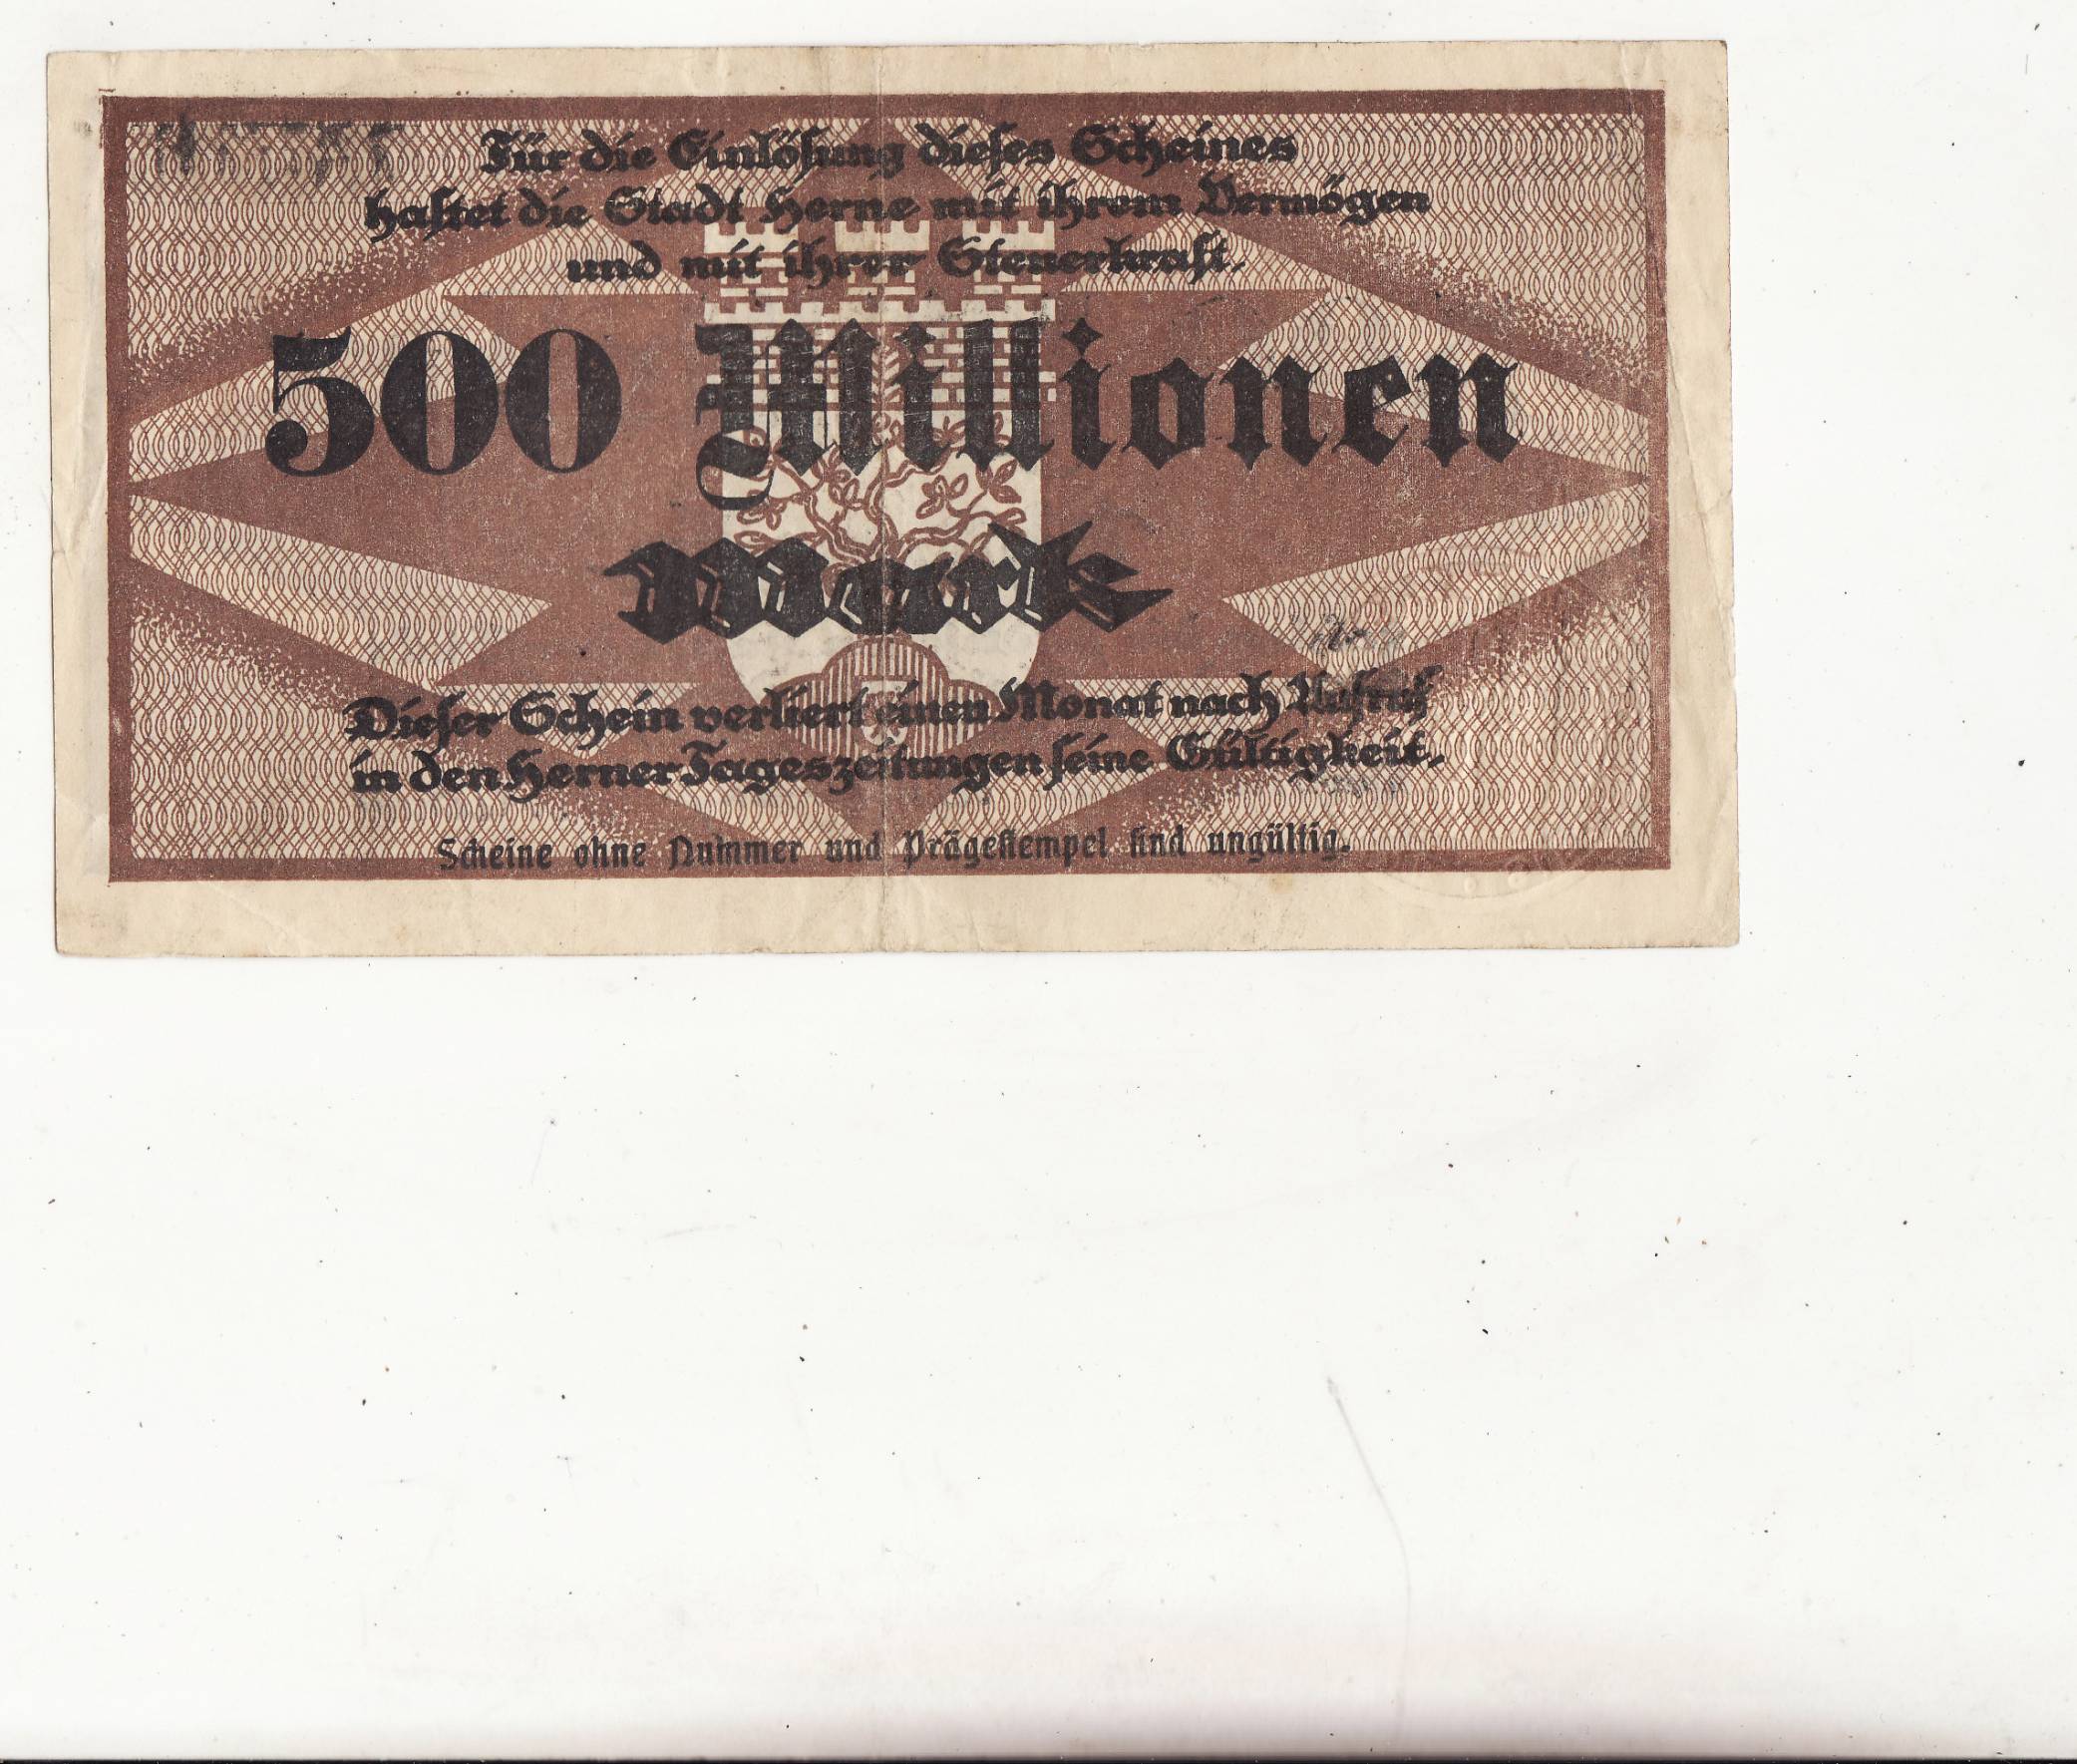 Für die Einlösung dieses Scheines
haftet die Stadt Herne mit ihrem Vermögen
und mit ihrer Steuerkraft.
500 Millionen
Mark
Dieser Schein verliert einen Monat nach Aufruf
in den Herner Tageszeitungen seine Gültigkeit.
Scheine ohne Nummer und Prägestempel sind ungültig.